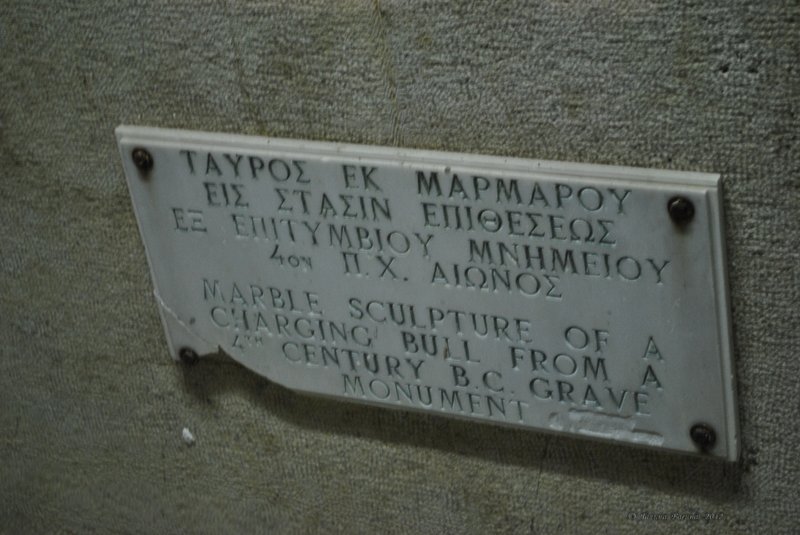 ΤΑΥΡΟΣ ΕΚ ΜΑΡΜΑΡΟΥ
ΕΙΣ ΣΤΑΣΙΝ ΕΠΙΘΕΣΕΩΣ
ΕΞ ΕΠΙΤΥΜΒΙΟΥ ΜΝΗΜΕΙΟΥ
4ον Π.Χ. ΑΙΩΝΟΣ
MARBLE SCULPTURE OF A
CHARGING BULL FROM A
4TH CENTURY B.C. GRAVE
MONUMENT